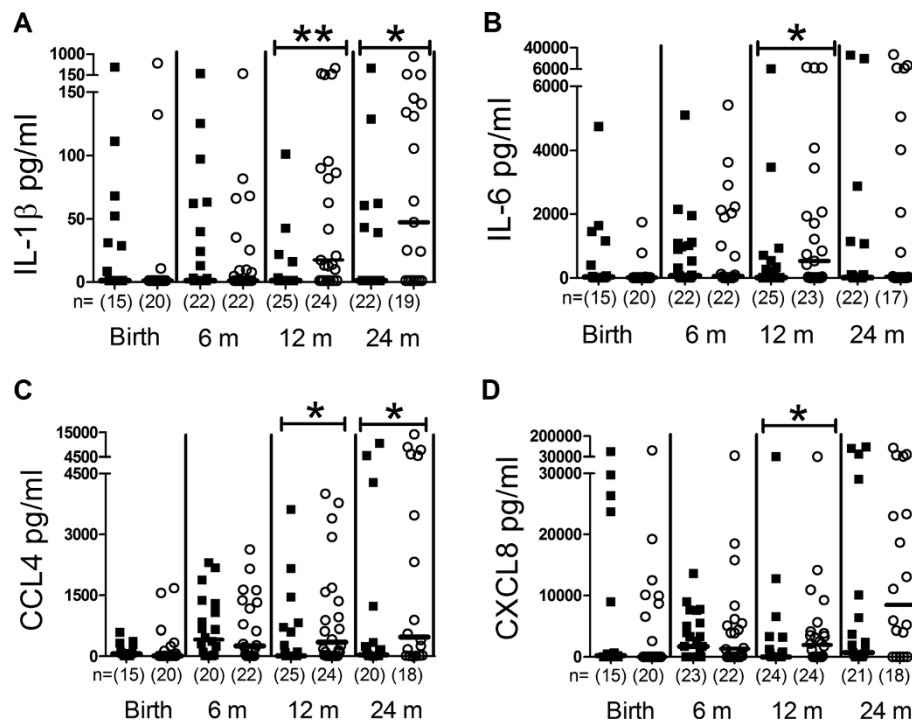 A
**
*
IL-1β pg/ml
1000
150
150
100
50
0
n= (15) (20) (22) (22) (25) (24) (22) (19)
Birth 6 m 12 m 24 m
B
*
IL-6 pg/ml
40000
6000
6000
4000
2000
0
n= (15) (20) (22) (22) (25) (23) (22) (17)
Birth 6 m 12 m 24 m
C
*
*
CCL4 pg/ml
15000
4500
4500
3000
1500
0
n=(15) (20) (20) (22) (25) (24) (20) (18)
Birth 6 m 12 m 24 m
D
*
CXCL8 pg/ml
200000
30000
30000
20000
10000
0
n= (15) (20) (23) (22) (24) (24) (21) (18)
Birth 6 m 12 m 24 m